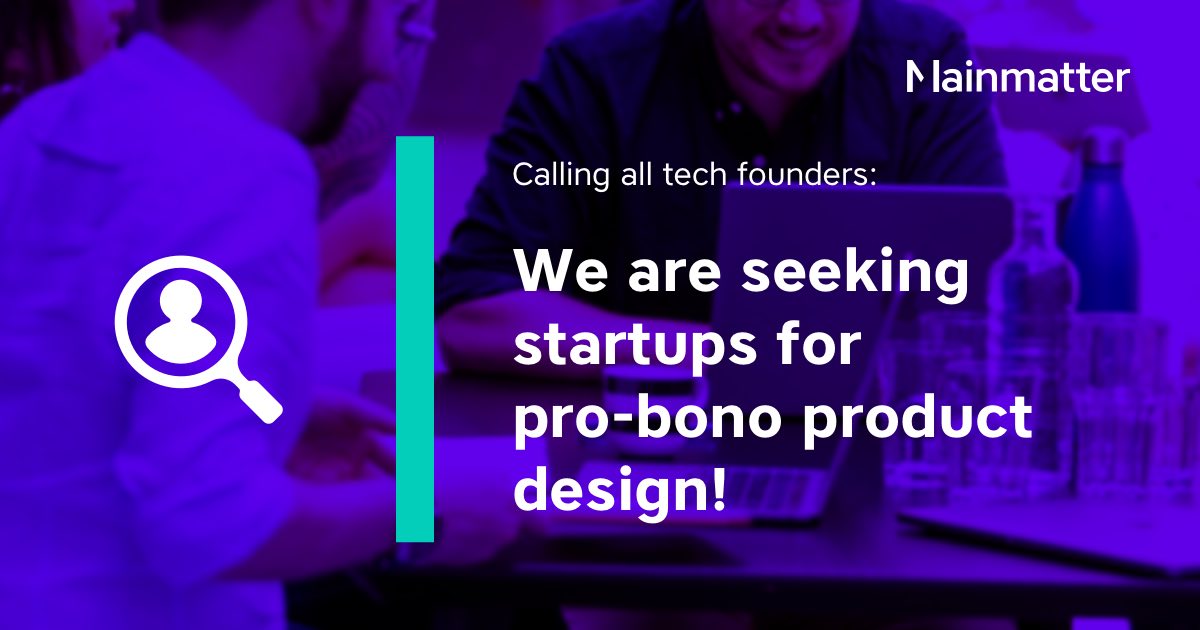 Mainmatter
Calling all tech founders:
We are seeking
startups for
pro-bono product
design!